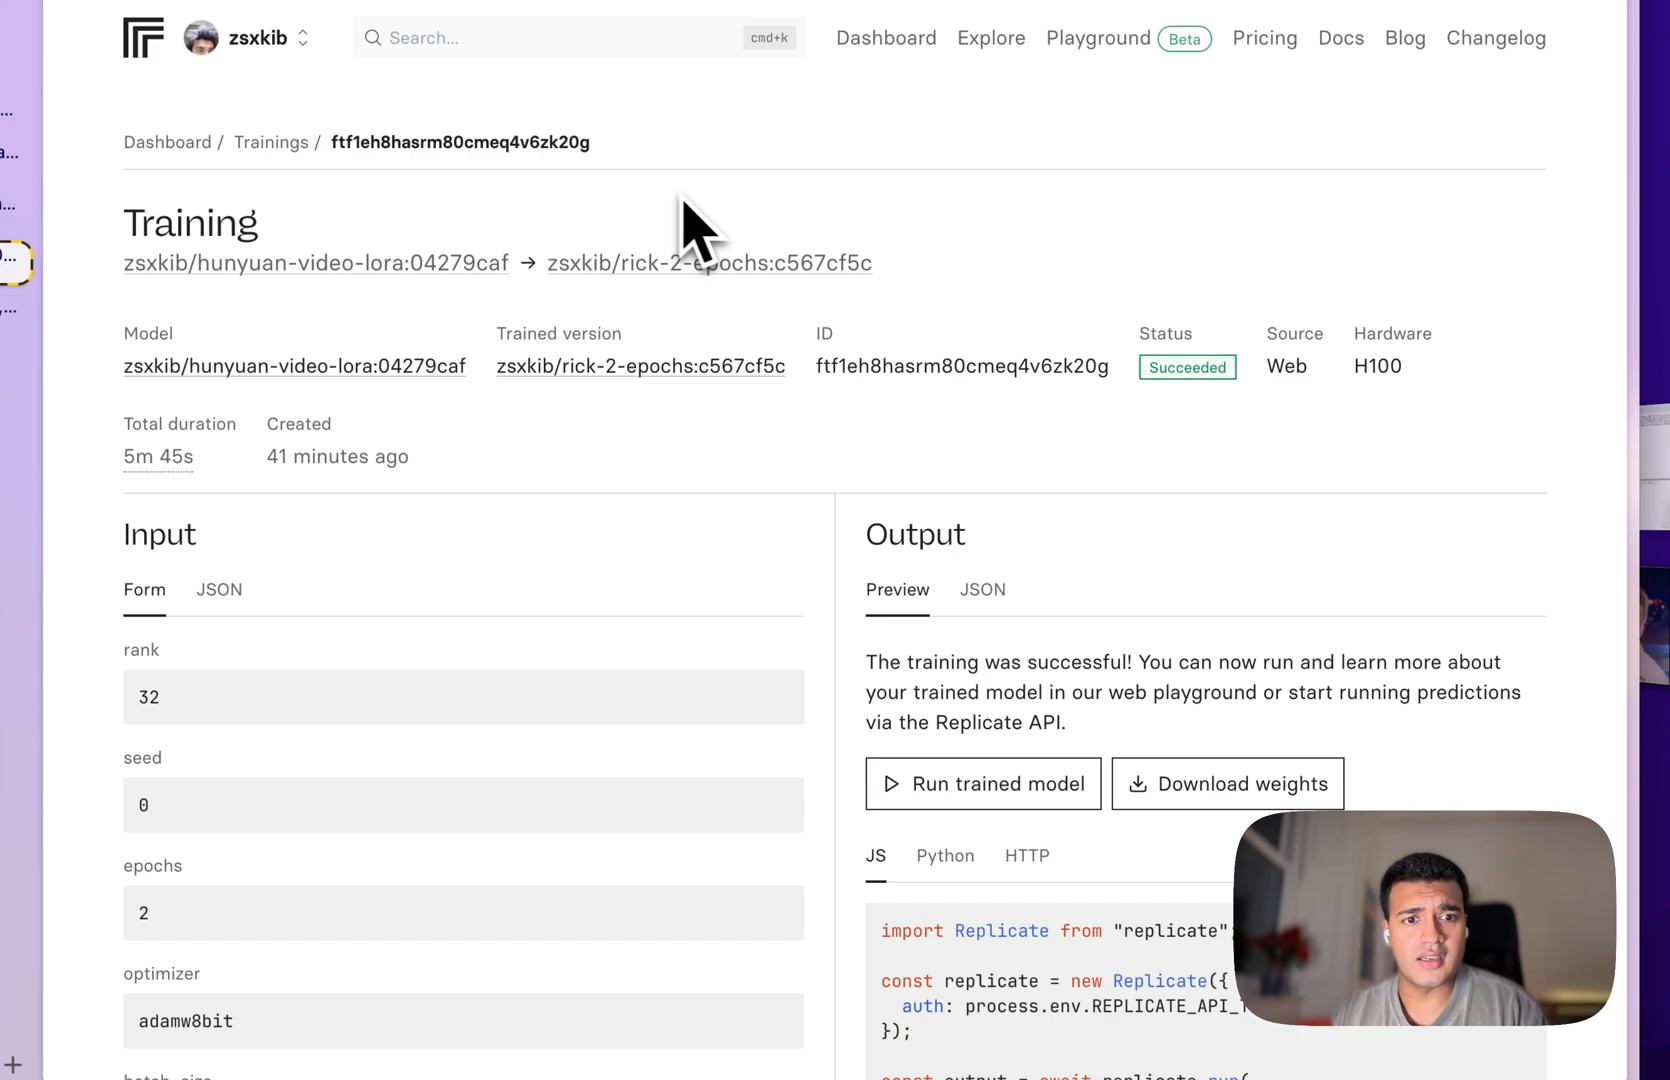 zsxkib
Search...
cmd+k
Dashboard
Explore
Playground
Beta
Pricing
Docs
Blog
Changelog
Dashboard / Trainings / ftf1eh8hasrm80cmeq4v6zk20g
Training
zsxkib/hunyuan-video-lora:04279caf → zsxkib/rick-2-epochs:c567cf5c
Model
zsxkib/hunyuan-video-lora:04279caf
Trained version
zsxkib/rick-2-epochs:c567cf5c
ID
ftf1eh8hasrm80cmeq4v6zk20g
Status
Succeeded
Source
Web
Hardware
H100
Total duration
5m 45s
Created
41 minutes ago
Input
Form
JSON
rank
32
seed
0
epochs
2
optimizer
adamw8bit
Output
Preview
JSON
The training was successful! You can now run and learn more about
your trained model in our web playground or start running predictions
via the Replicate API.
Run trained model
Download weights
JS
Python
HTTP
import Replicate from "replicate";
const replicate = new Replicate({
auth: process.env.REPLICATE_API_
});